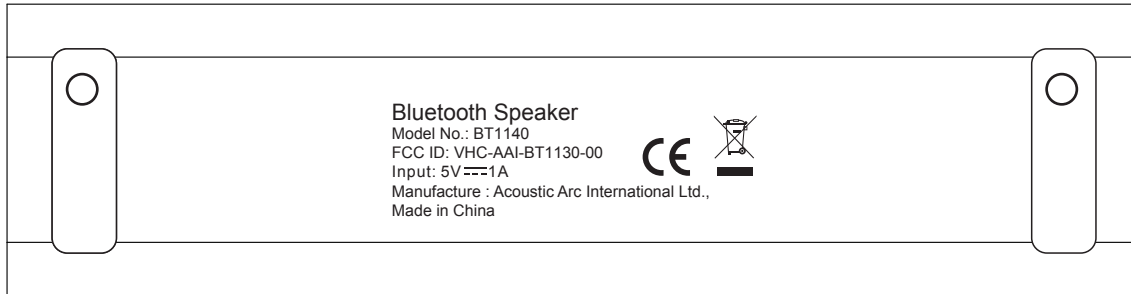 Bluetooth Speaker
Model No.: BT1140
FCC ID: VHC-AAI-BT1130-00
Input: 5V⎓1A
Manufacture : Acoustic Arc International Ltd.,
Made in China
CE